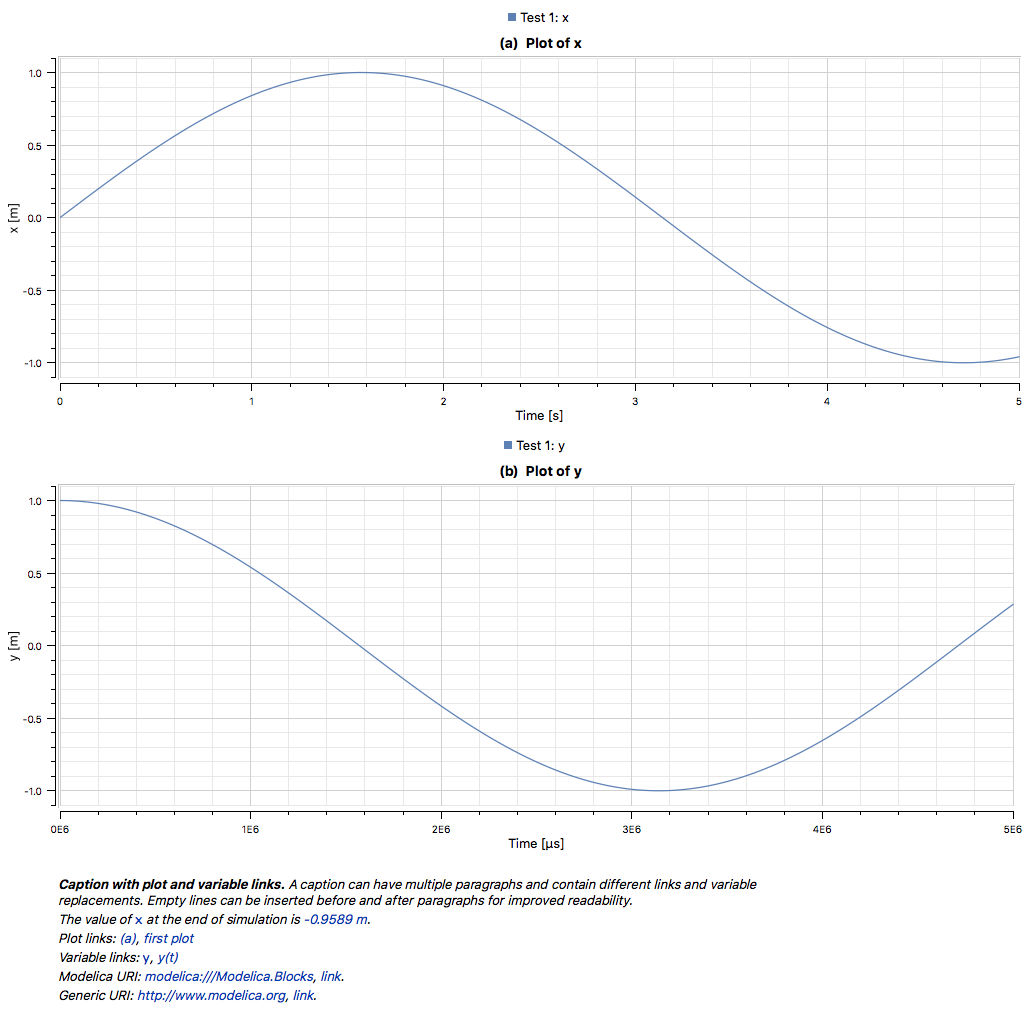 Test 1: x
(a) Plot of x
1.0
0.5
0.0
-0.5
-1.0
x [m]
0 1 2 3 4 5
Time [s]
Test 1: y
(b) Plot of y
1.0
0.5
0.0
-0.5
-1.0
y [m]
0E6 1E6 2E6 3E6 4E6 5E6
Time [µs]
Caption with plot and variable links. A caption can have multiple paragraphs and contain different links and variable
replacements. Empty lines can be inserted before and after paragraphs for improved readability.
The value of x at the end of simulation is -0.9589 m.
Plot links: (a), first plot
Variable links: y, y(t)
Modelica URI: modelica:///Modelica.Blocks, link.
Generic URI: http://www.modelica.org, link.